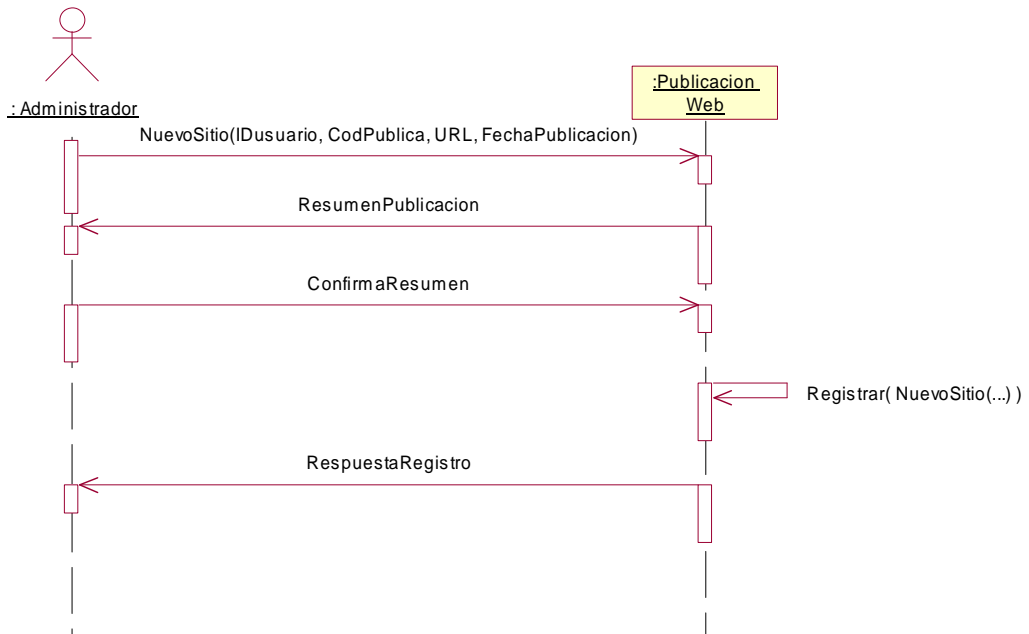 :Publicacion
Web
: Administrador
NuevoSitio(IDusuario, CodPublica, URL, FechaPublicacion)
ResumenPublicacion
ConfirmaResumen
Registrar( NuevoSitio(...) )
RespuestaRegistro